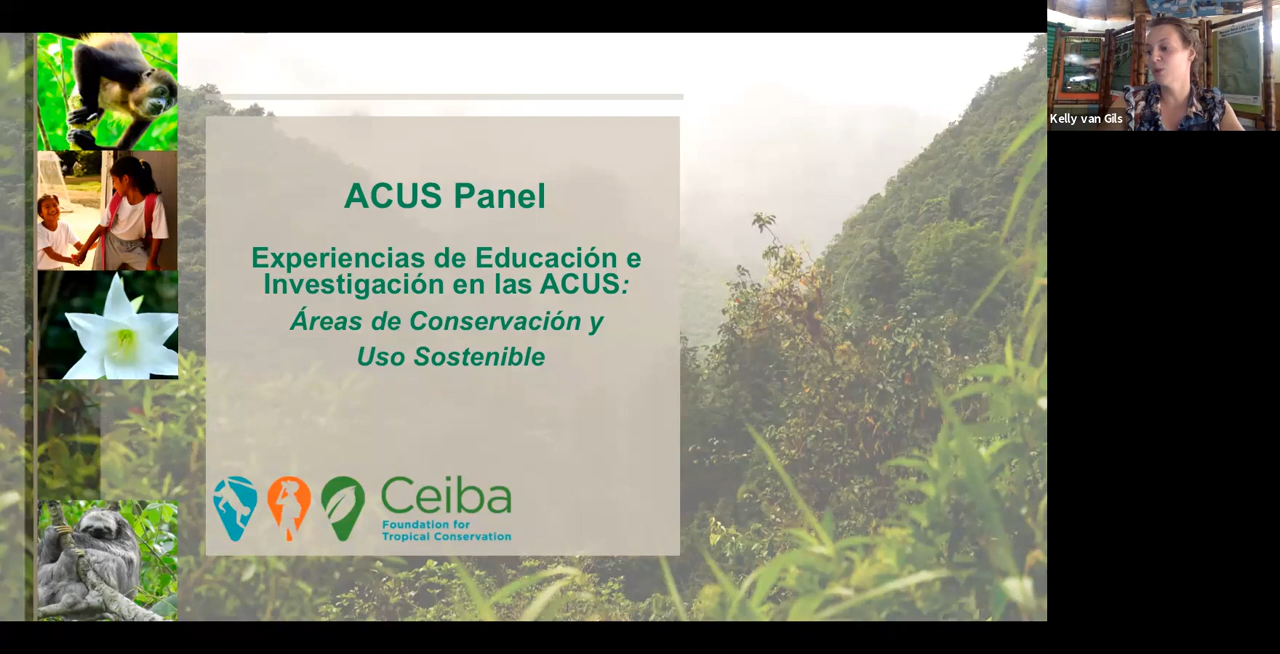 ACUS Panel
Experiencias de Educación e
Investigación en las ACUS:
Áreas de Conservación y
Uso Sostenible
Ceiba
Foundation for
Tropical Conservation
Kelly van Gils